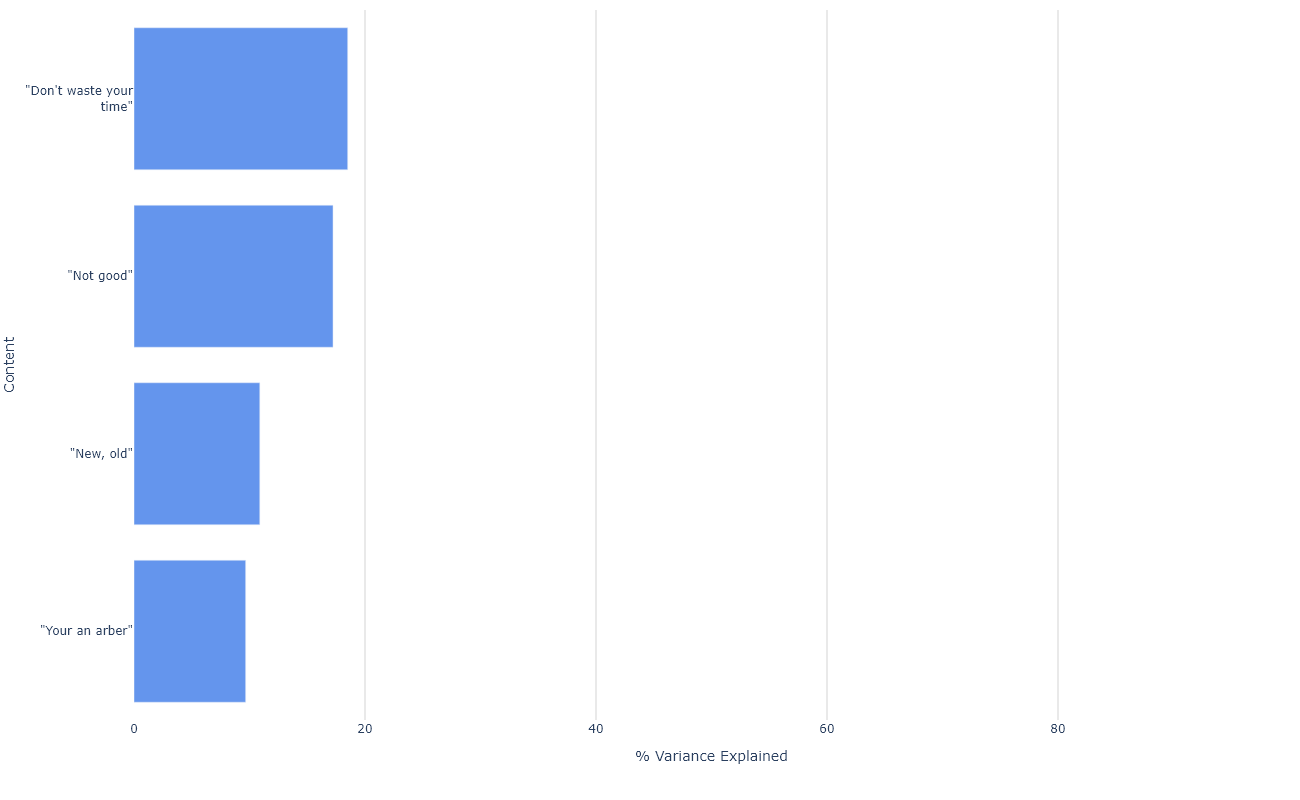 "Don't waste your
time"
"Not good"
"New, old"
"Your an arber"
Content
0
20
40
60
80
% Variance Explained